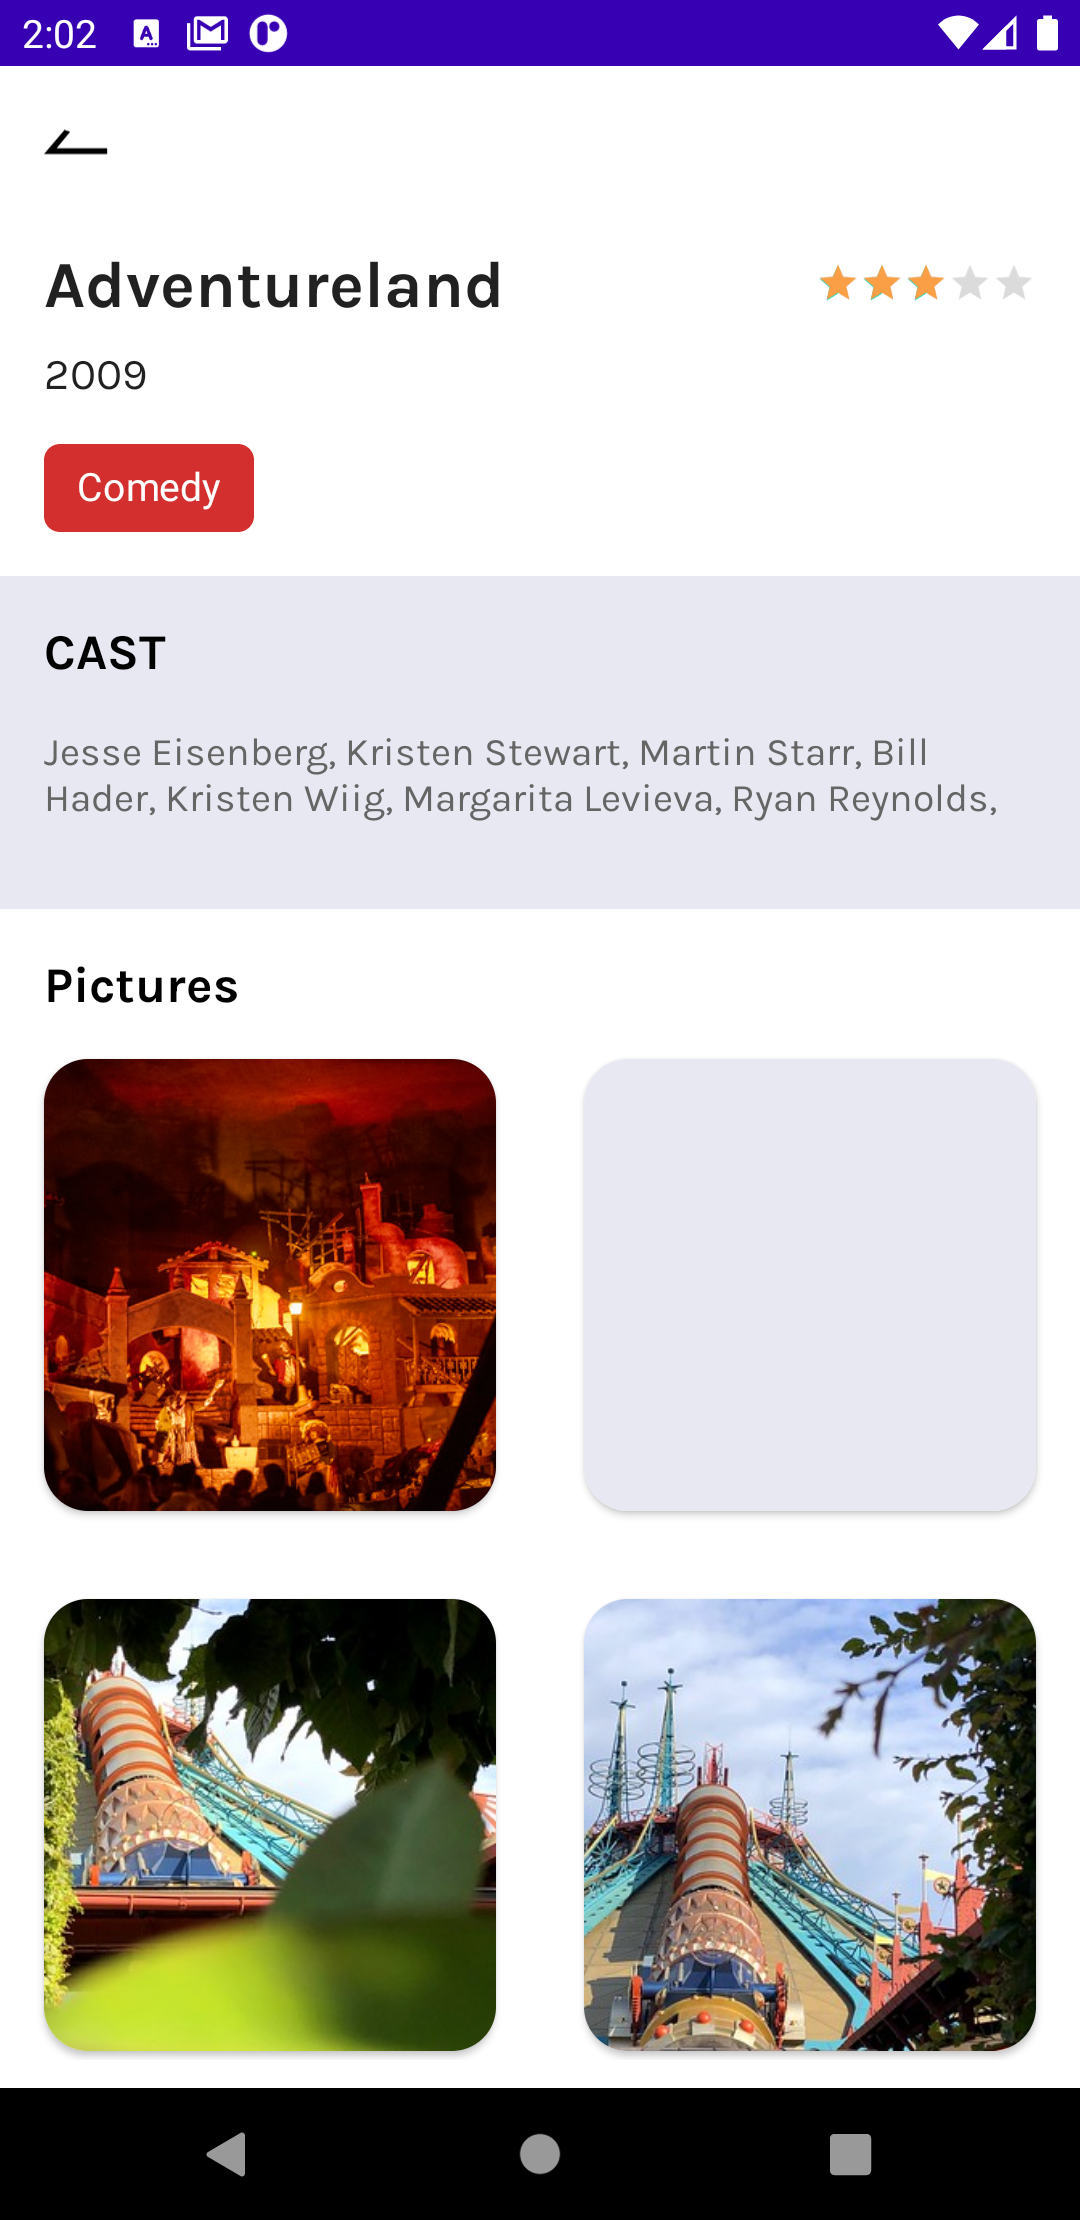 2:02
Adventureland
2009
Comedy
CAST
Jesse Eisenberg, Kristen Stewart, Martin Starr, Bill
Hader, Kristen Wiig, Margarita Levieva, Ryan Reynolds,
Pictures